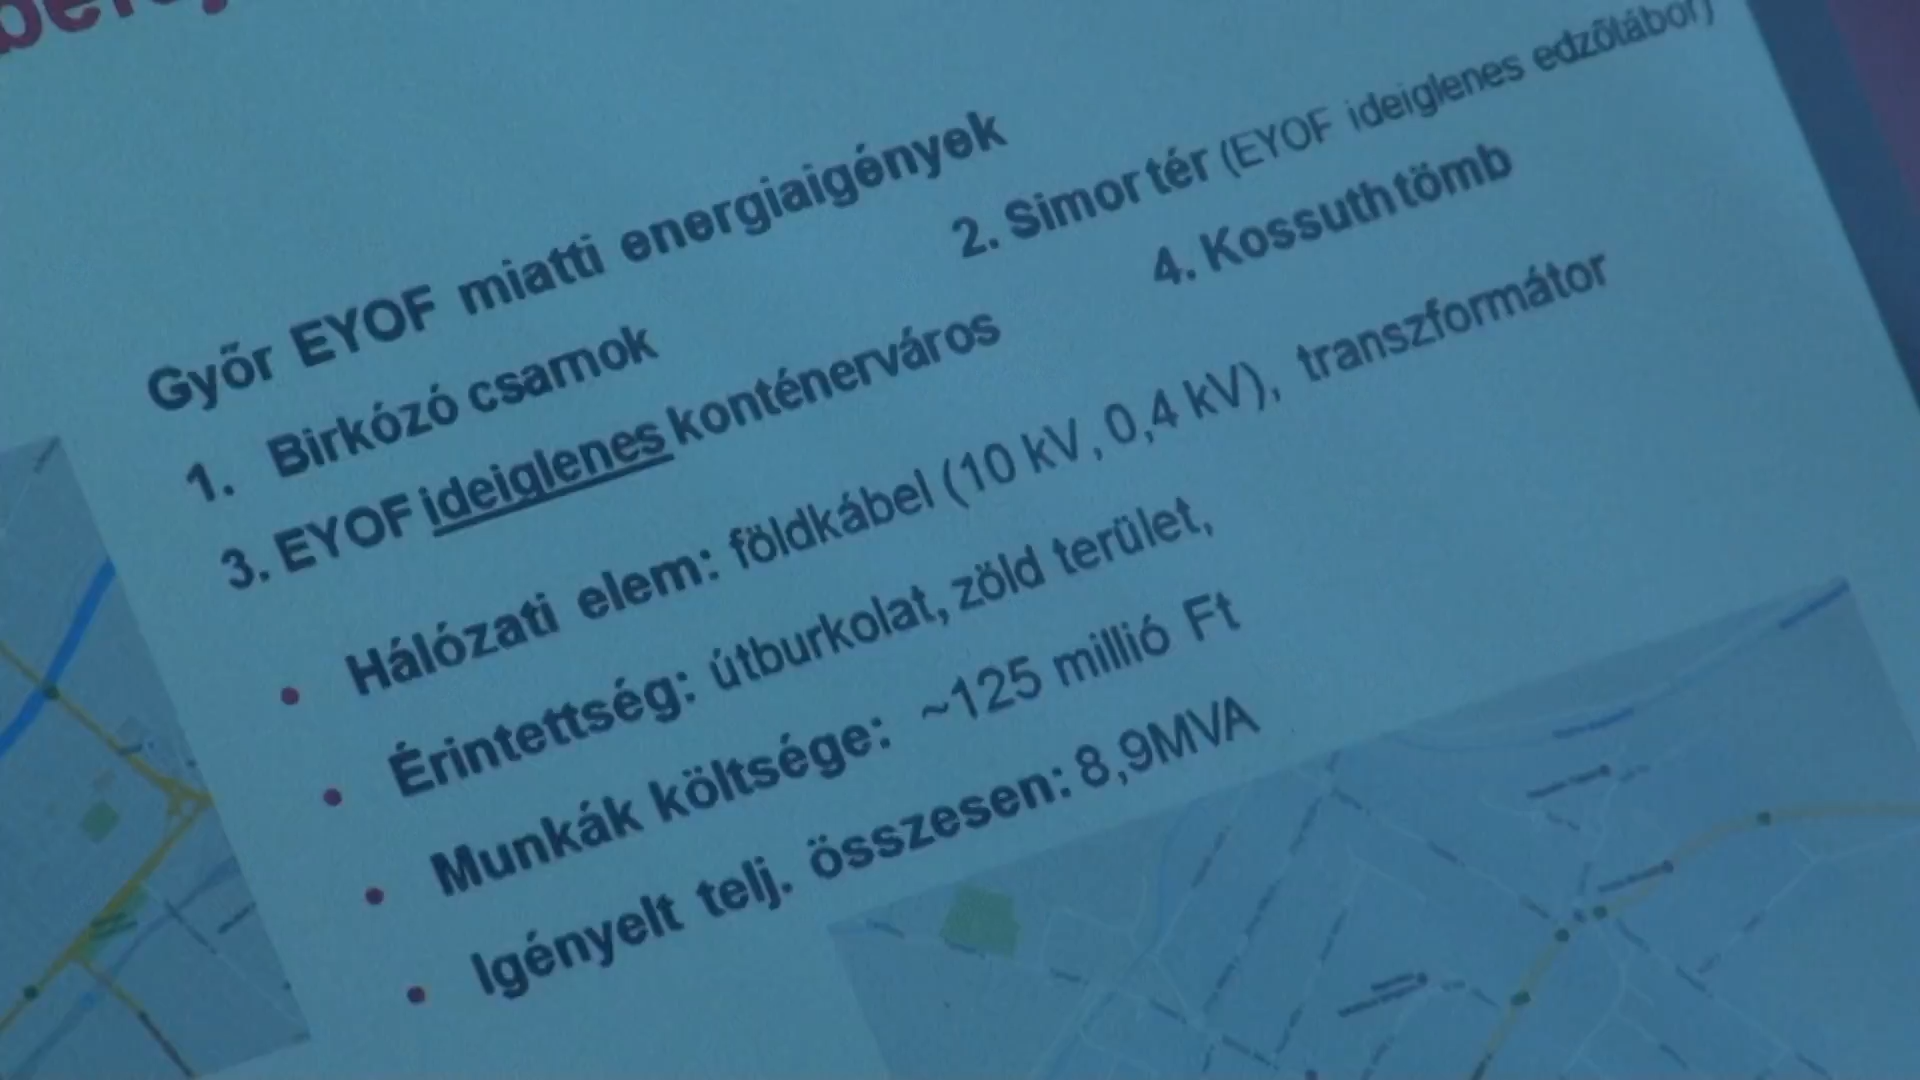 Győr EYOF miatti energiaigények
1. Birkózó csarnok
2. Simor tér (EYOF ideiglenes edzőtábor)
3. EYOF ideiglenes konténerváros
4. Kossuth tömb
• Hálózati elem: földkábel (10 kV, 0,4 kV), transzformátor
• Érintettség: útburkolat, zöld terület,
• Munkák költsége: ~125 millió Ft
• Igényelt telj. összesen: 8,9MVA